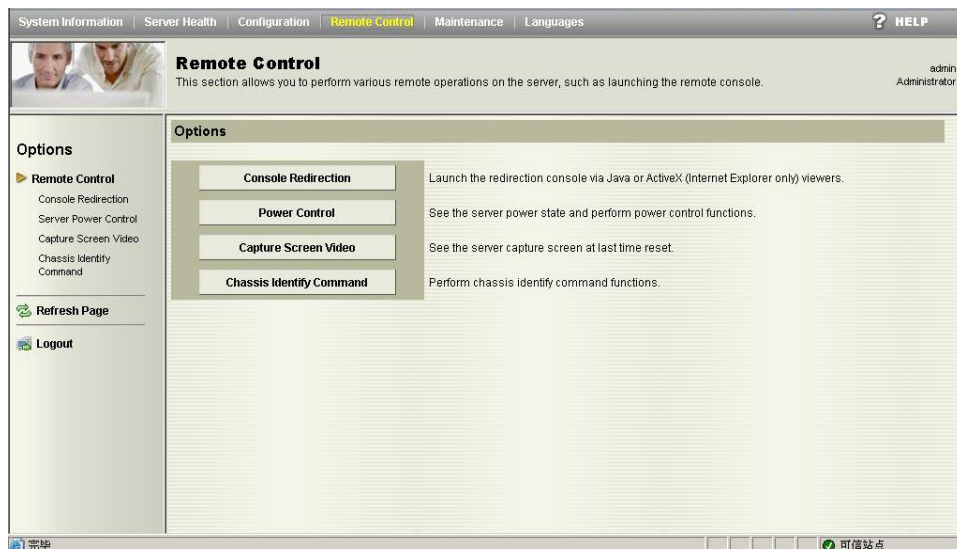 System Information | Server Health | Configuration | Remote Control | Maintenance | Languages
? HELP
Remote Control
This section allows you to perform various remote operations on the server, such as launching the remote console.
admin
Administrator
Options
Remote Control
Console Redirection
Server Power Control
Capture Screen Video
Chassis Identify
Command
Refresh Page
Logout
Options
Console Redirection
Launch the redirection console via Java or ActiveX (Internet Explorer only) viewers.
Power Control
See the server power state and perform power control functions.
Capture Screen Video
See the server capture screen at last time reset.
Chassis Identify Command
Perform chassis identify command functions.
完毕
可信站点